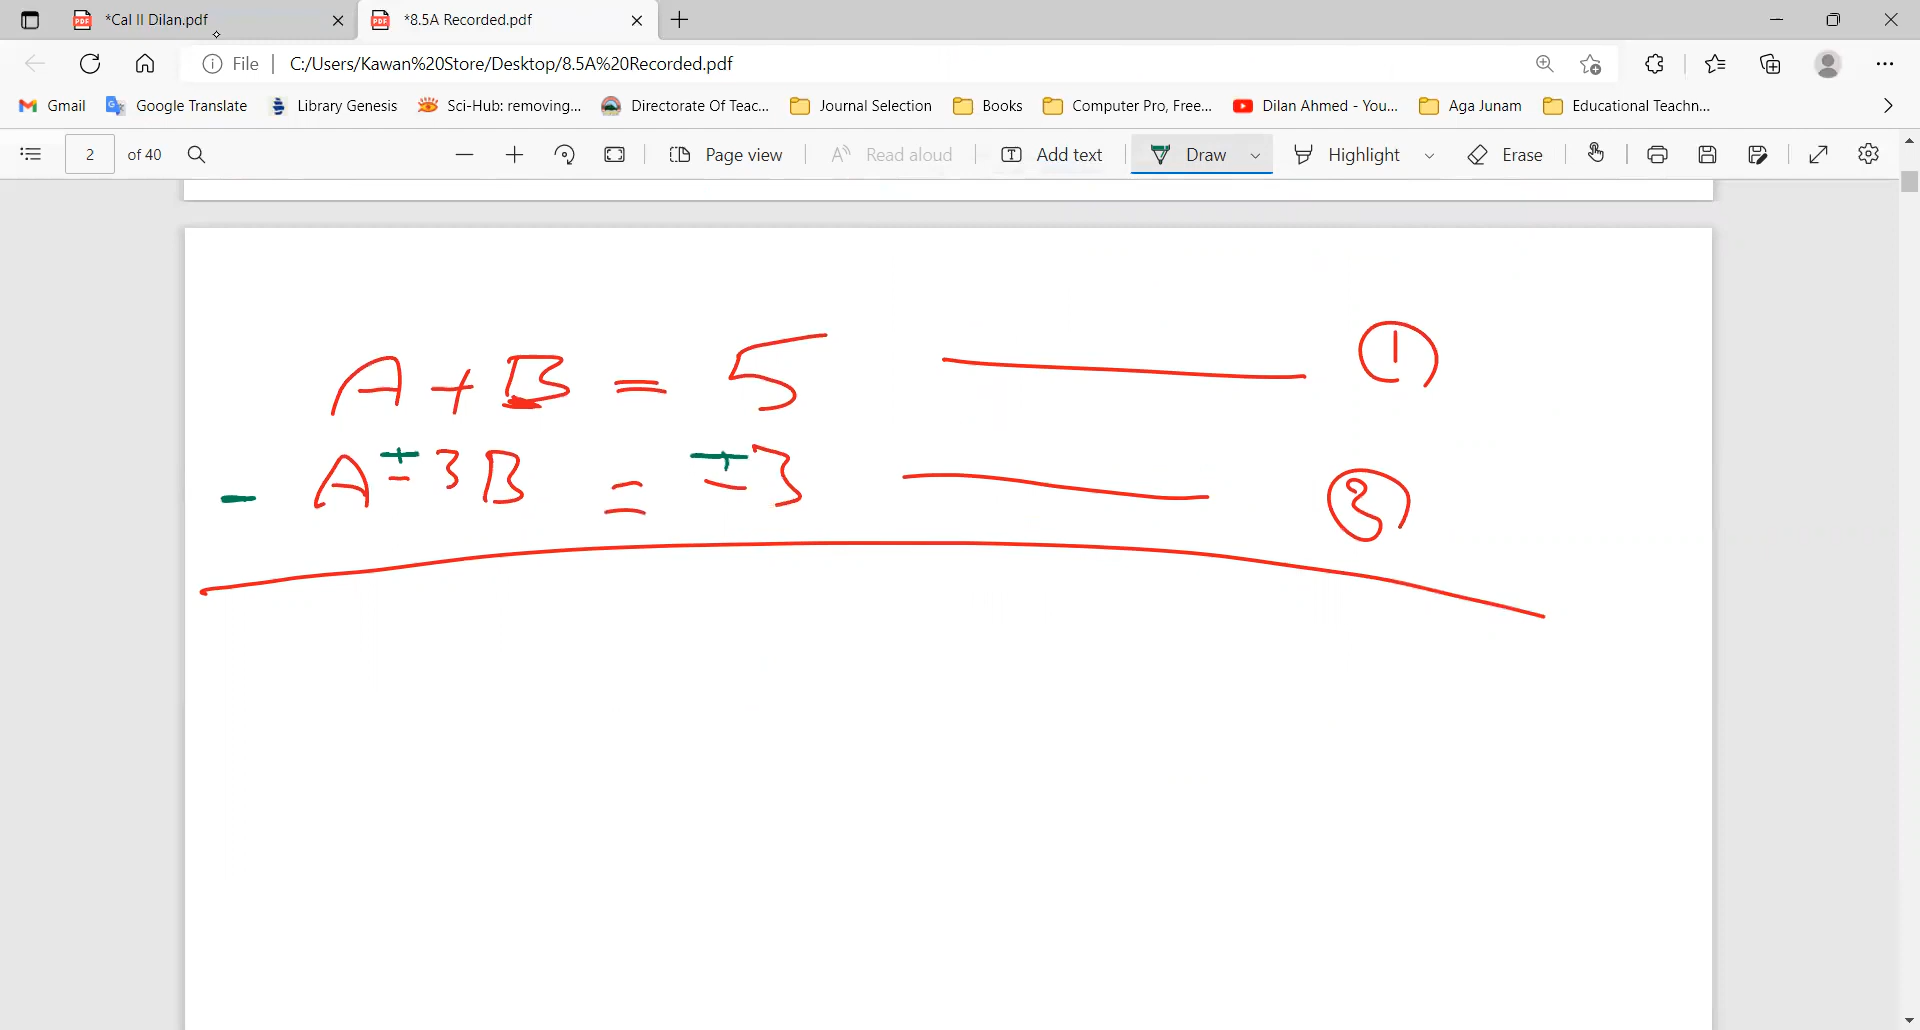 *Cal II Dilan.pdf
*8.5A Recorded.pdf
File
C:/Users/Kawan%20Store/Desktop/8.5A%20Recorded.pdf
Gmail
Google Translate
Library Genesis
Sci-Hub: removing...
Directorate Of Teac...
Journal Selection
Books
Computer Pro, Free...
Dilan Ahmed - You...
Aga Junam
Educational Teachn...
2 of 40
Page view
Read aloud
Add text
Draw
Highlight
Erase
A + B = 5 ——— 1
- A ∓ 3B = ∓3 ——— 2